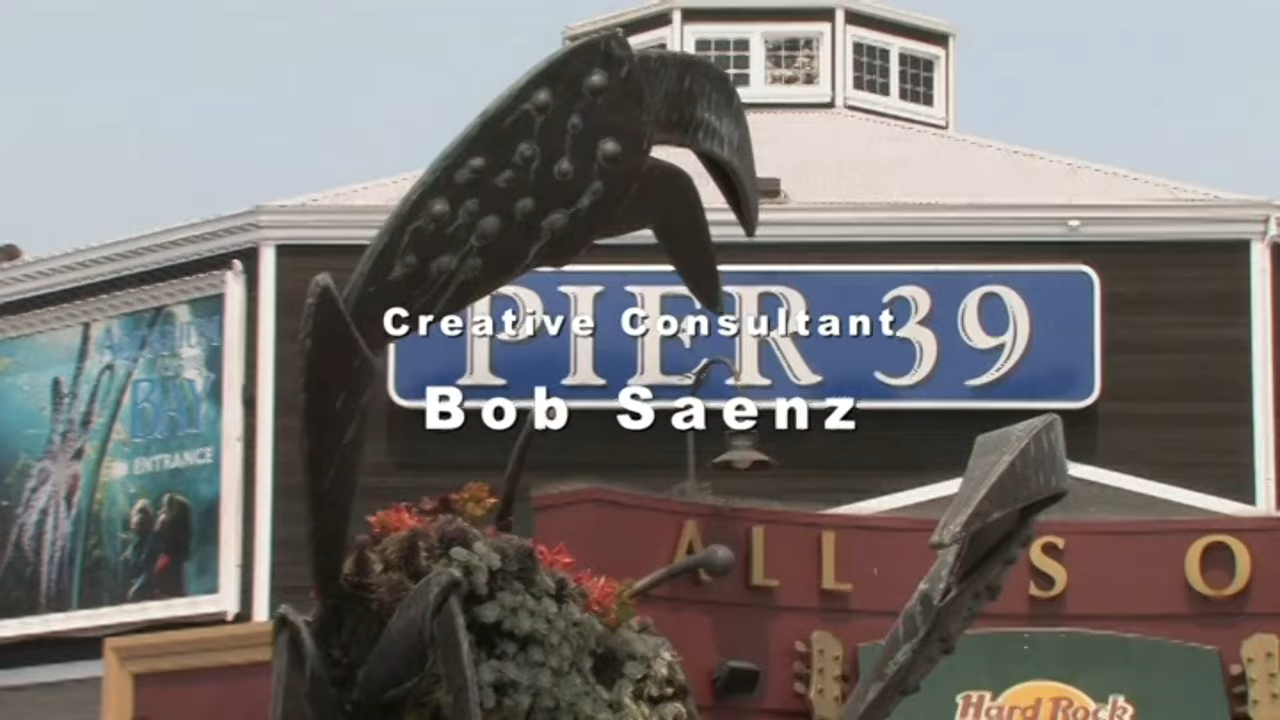 Creative Consultant
Bob Saenz
PIER 39
BAY
ENTRANCE
ALL S O
Hard Rock